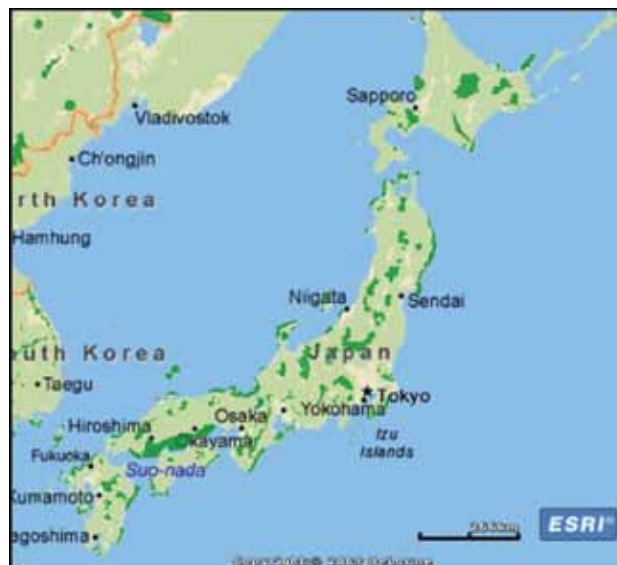 Sapporo
Vladivostok
Ch'ongjin
rth Korea
Hamhung
Niigata
Sendai
uth Korea
Japan
Taegu
Tokyo
Yokohama
Osaka
Hiroshima
Okayama
Izu
Islands
Fukuoka
Suo-nada
Kumamoto
agoshima
ESRI